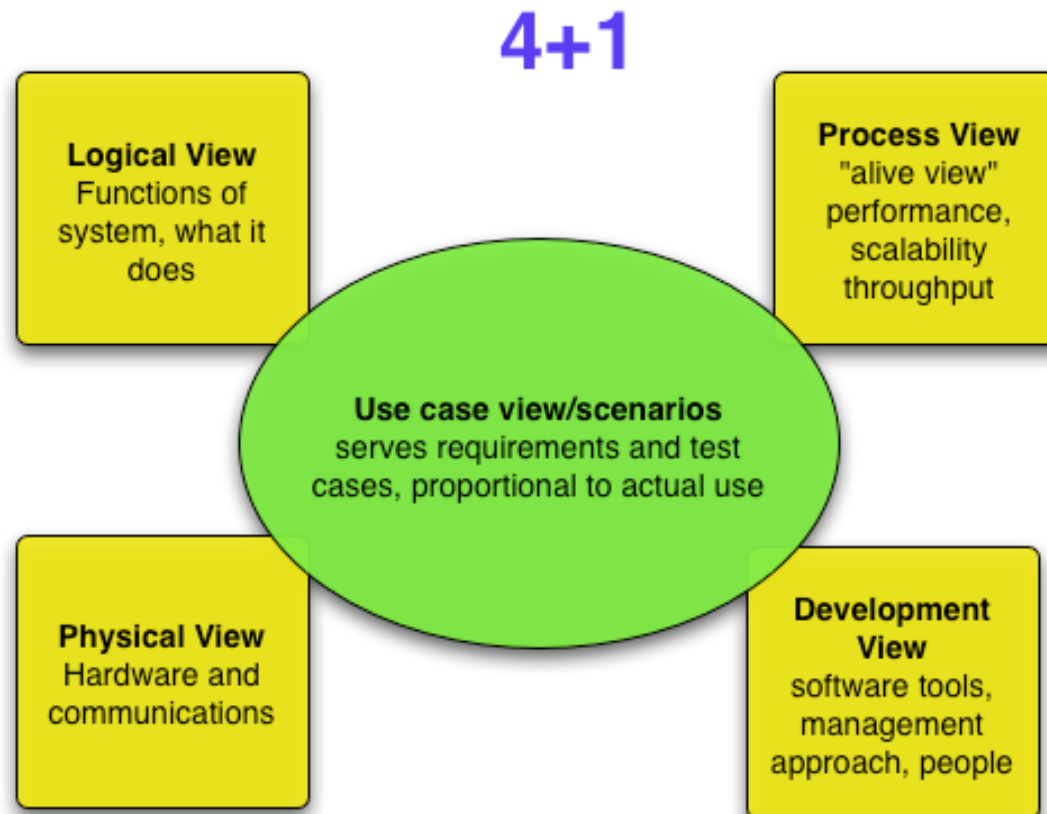 4+1
Logical View
Functions of
system, what it
does
Process View
"alive view"
performance,
scalability
throughput
Use case view/scenarios
serves requirements and test
cases, proportional to actual use
Physical View
Hardware and
communications
Development
View
software tools,
management
approach, people